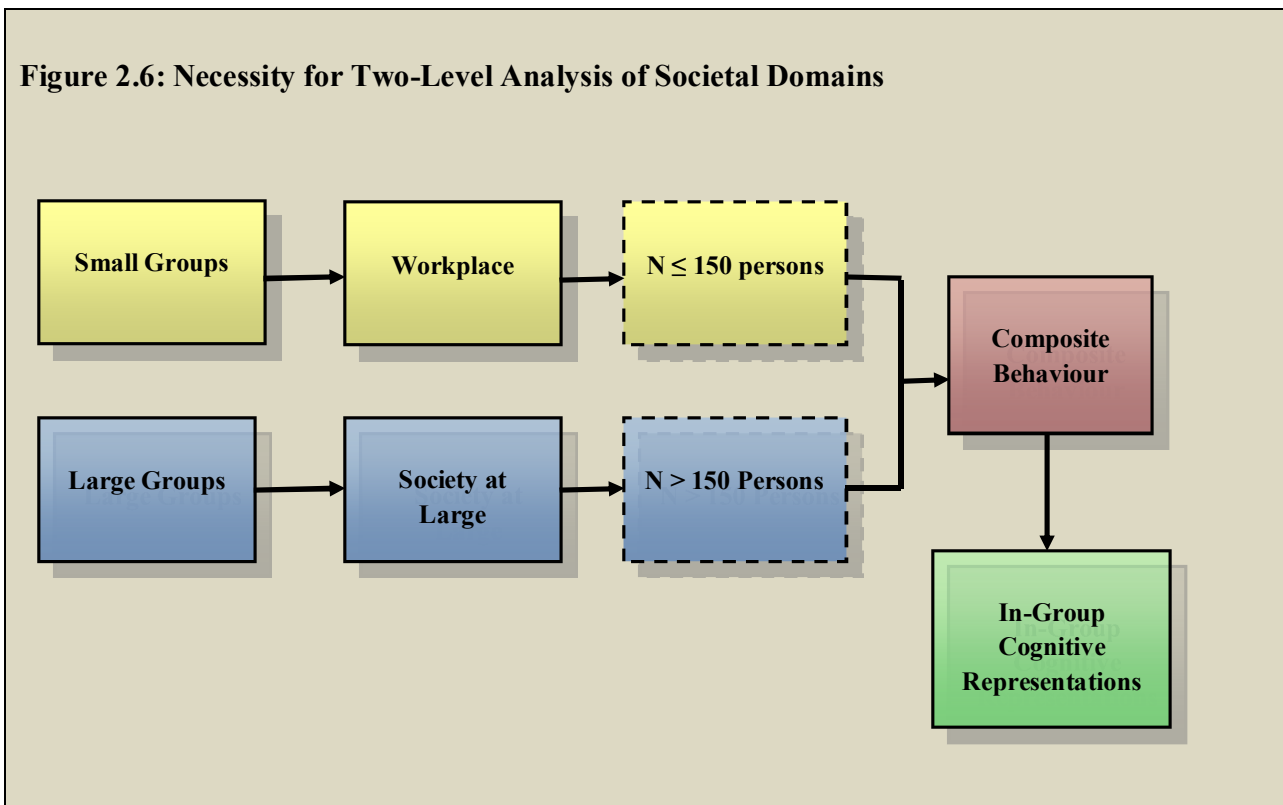 Figure 2.6: Necessity for Two-Level Analysis of Societal Domains
Small Groups
Workplace
N ≤ 150 persons
Composite
Behaviour
Large Groups
Society at
Large
N > 150 Persons
In-Group
Cognitive
Representations